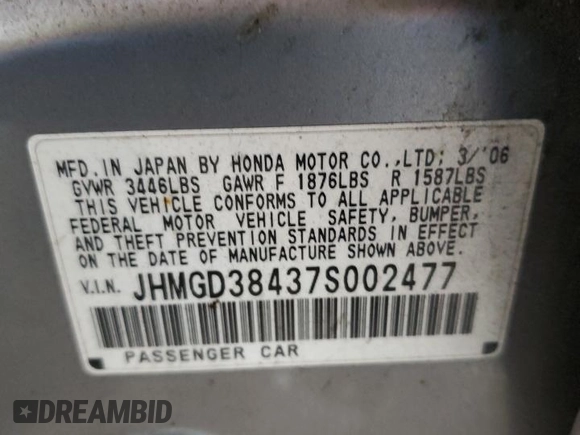 MFD. IN JAPAN BY HONDA MOTOR CO., LTD; 3/'06
GVWR 3446LBS GAWR F 1876LBS R 1587LBS
THIS VEHICLE CONFORMS TO ALL APPLICABLE
FEDERAL MOTOR VEHICLE SAFETY, BUMPER,
AND THEFT PREVENTION STANDARDS IN EFFECT
ON THE DATE OF MANUFACTURE SHOWN ABOVE.
V.I.N. JHMGD38437S002477
PASSENGER CAR
DREAMBID